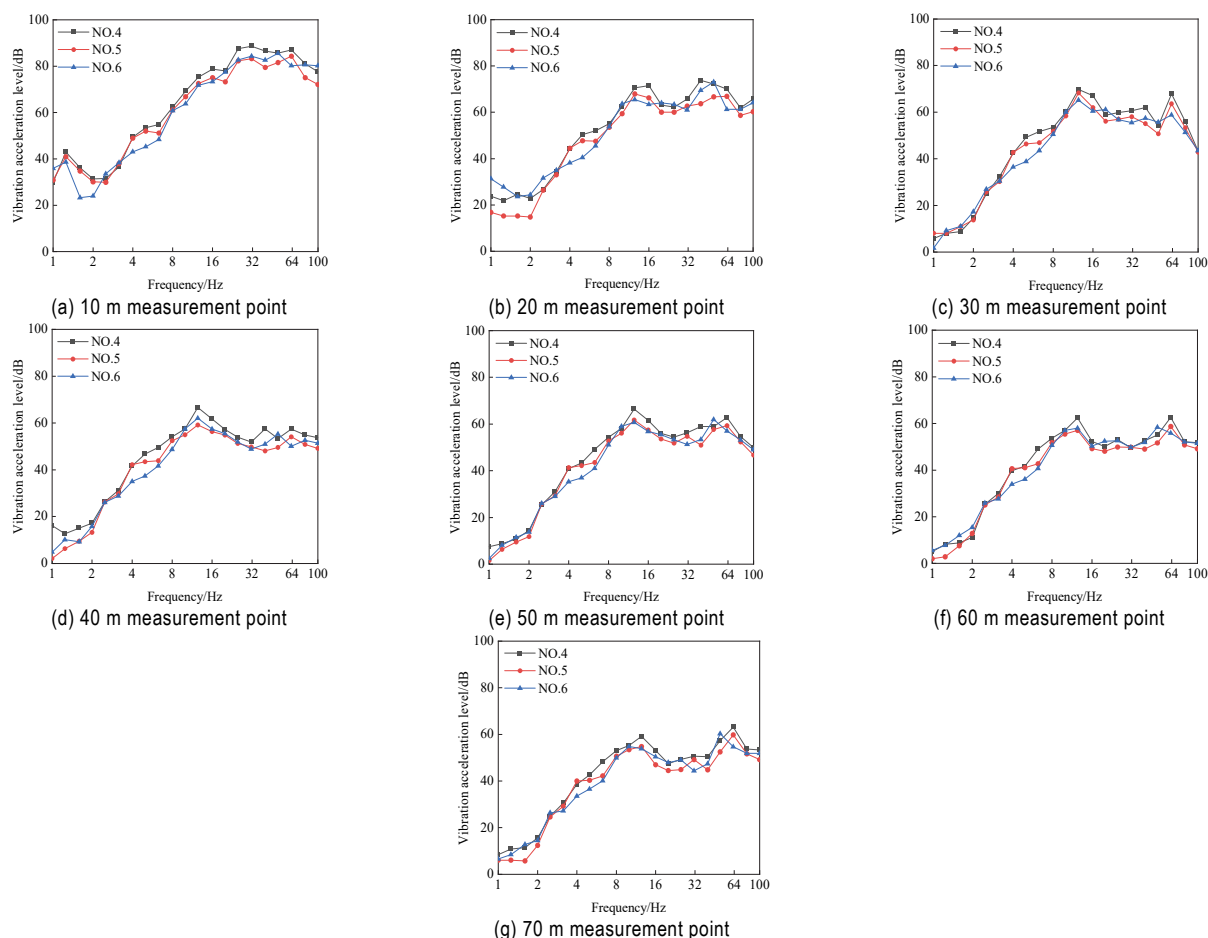 100
80
60
40
20
0
Vibration acceleration level/dB
NO.4
NO.5
NO.6
1 2 4 8 16 32 64 100
Frequency/Hz
(a) 10 m measurement point
100
80
60
40
20
0
Vibration acceleration level/dB
NO.4
NO.5
NO.6
1 2 4 8 16 32 64 100
Frequency/Hz
(b) 20 m measurement point
100
80
60
40
20
0
Vibration acceleration level/dB
NO.4
NO.5
NO.6
1 2 4 8 16 32 64 100
Frequency/Hz
(c) 30 m measurement point
100
80
60
40
20
0
Vibration acceleration level/dB
NO.4
NO.5
NO.6
1 2 4 8 16 32 64 100
Frequency/Hz
(d) 40 m measurement point
100
80
60
40
20
0
Vibration acceleration level/dB
NO.4
NO.5
NO.6
1 2 4 8 16 32 64 100
Frequency/Hz
(e) 50 m measurement point
100
80
60
40
20
0
Vibration acceleration level/dB
NO.4
NO.5
NO.6
1 2 4 8 16 32 64 100
Frequency/Hz
(f) 60 m measurement point
100
80
60
40
20
0
Vibration acceleration level/dB
NO.4
NO.5
NO.6
1 2 4 8 16 32 64 100
Frequency/Hz
(g) 70 m measurement point